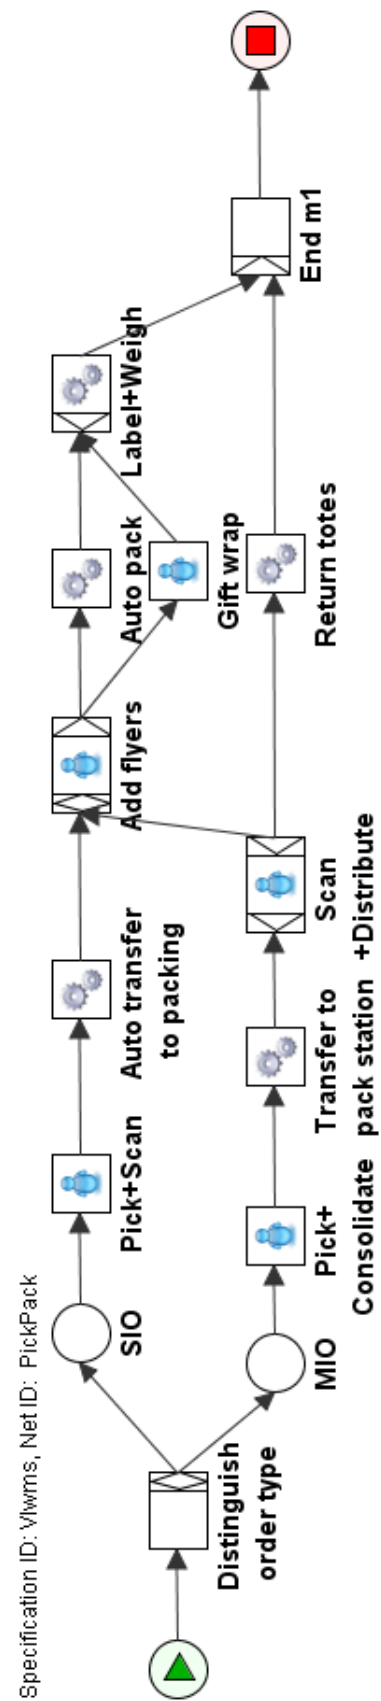 Specification ID: Vlwms, Net ID: PickPack
Distinguish
order type
SIO
Pick+Scan
Auto transfer
to packing
Add flyers
Auto pack
Gift wrap
Label+Weigh
MIO
Pick+
Consolidate
Transfer to
pack station
Scan
+Distribute
Return totes
End m1